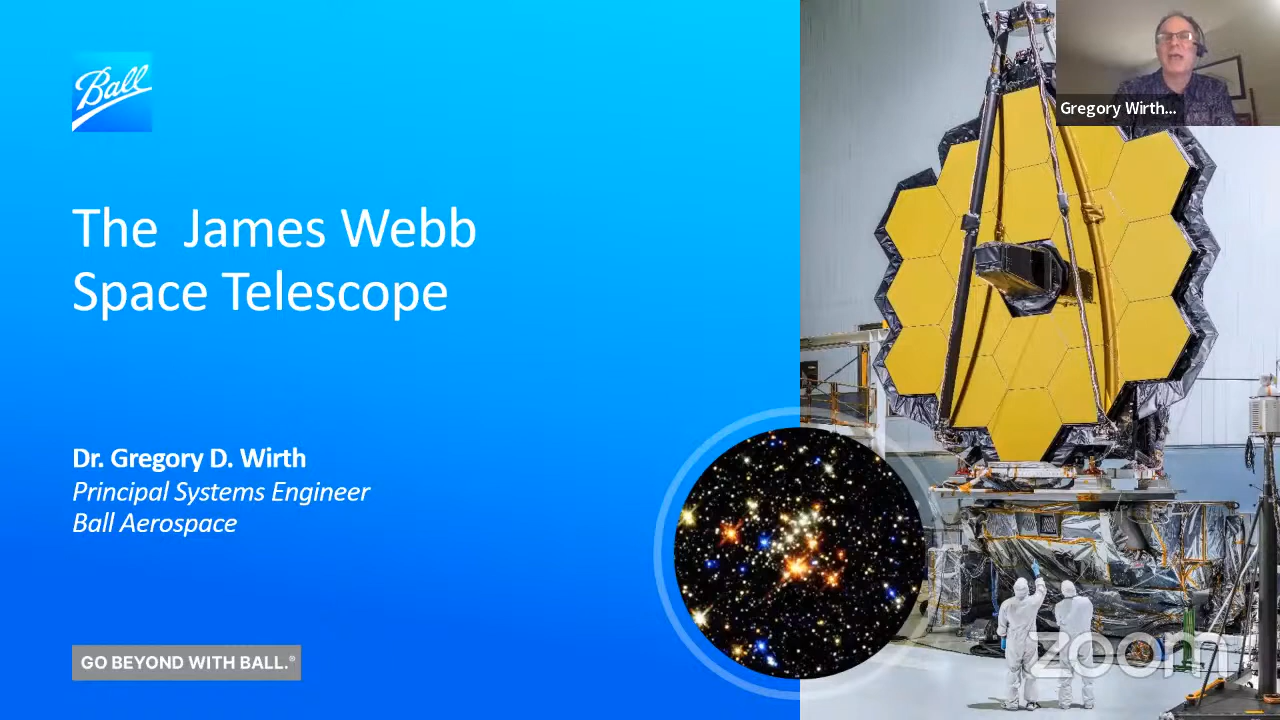 Ball
Gregory Wirth...
The James Webb
Space Telescope
Dr. Gregory D. Wirth
Principal Systems Engineer
Ball Aerospace
GO BEYOND WITH BALL.®
zoom